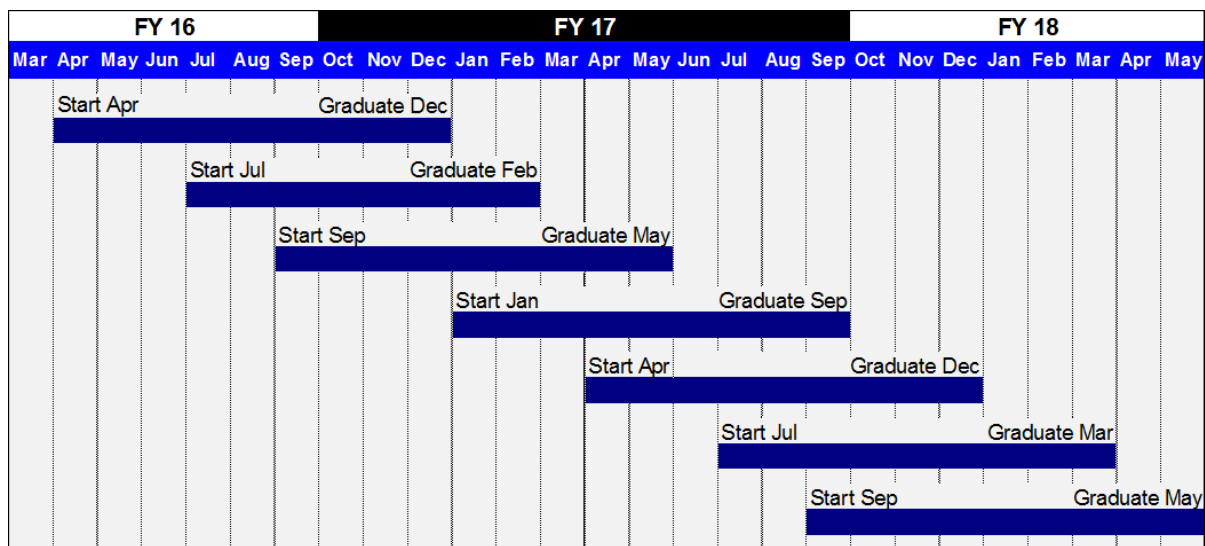 FY 16 FY 17 FY 18
Mar Apr May Jun Jul Aug Sep Oct Nov Dec Jan Feb Mar Apr May Jun Jul Aug Sep Oct Nov Dec Jan Feb Mar Apr May
Start Apr Graduate Dec
Start Jul Graduate Feb
Start Sep Graduate May
Start Jan Graduate Sep
Start Apr Graduate Dec
Start Jul Graduate Mar
Start Sep Graduate May